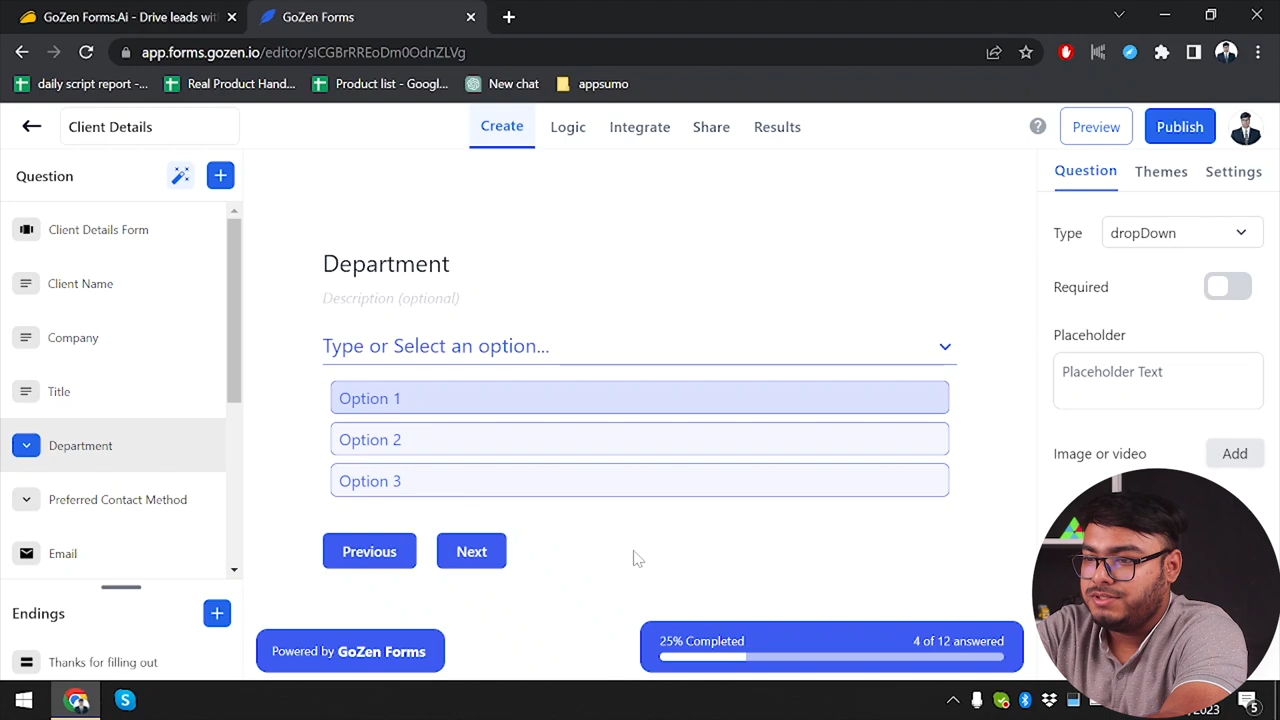 GoZen Forms.Ai - Drive leads wit
GoZen Forms
app.forms.gozen.io/editor/sICGBrRREoDm0OdnZLVg
daily script report -...
Real Product Hand...
Product list - Googl...
New chat
appsumo
Client Details
Create
Logic
Integrate
Share
Results
Preview
Publish
Question
Client Details Form
Client Name
Company
Title
Department
Preferred Contact Method
Email
Endings
Thanks for filling out
Department
Description (optional)
Type or Select an option...
Option 1
Option 2
Option 3
Previous
Next
Powered by GoZen Forms
25% Completed
4 of 12 answered
Question
Themes
Settings
Type
dropDown
Required
Placeholder
Placeholder Text
Image or video
Add
5